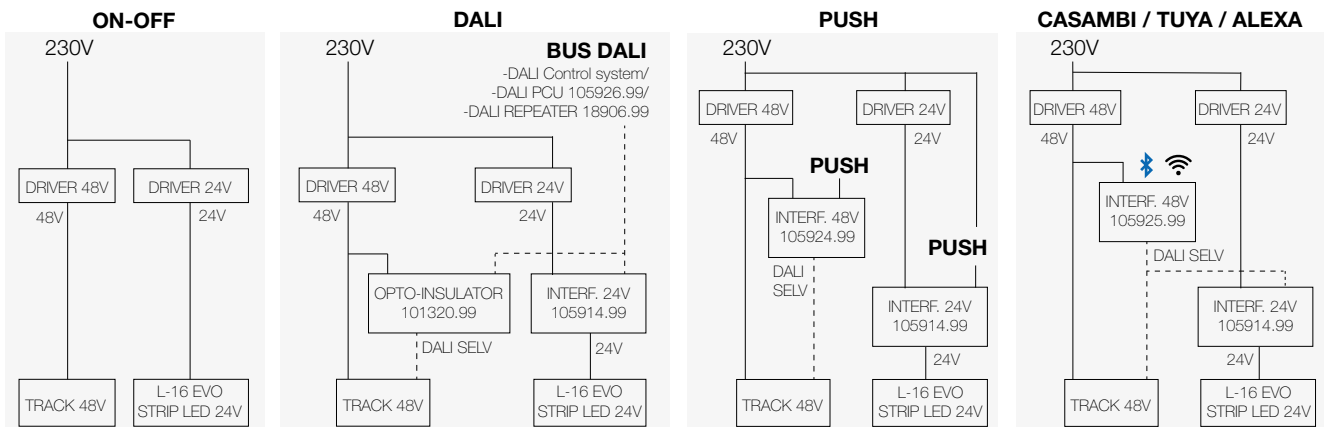 ON-OFF
230V
DRIVER 48V
DRIVER 24V
48V
24V
TRACK 48V
L-16 EVO
STRIP LED 24V
DALI
230V
BUS DALI
-DALI Control system/
-DALI PCU 105926.99/
-DALI REPEATER 18906.99
DRIVER 48V
DRIVER 24V
48V
24V
OPTO-INSULATOR
101320.99
INTERF. 24V
105914.99
DALI SELV
24V
TRACK 48V
L-16 EVO
STRIP LED 24V
PUSH
230V
DRIVER 48V
DRIVER 24V
48V
24V
PUSH
INTERF. 48V
105924.99
PUSH
DALI
SELV
INTERF. 24V
105914.99
24V
TRACK 48V
L-16 EVO
STRIP LED 24V
CASAMBI / TUYA / ALEXA
230V
DRIVER 48V
DRIVER 24V
48V
24V
INTERF. 48V
105925.99
DALI SELV
INTERF. 24V
105914.99
24V
TRACK 48V
L-16 EVO
STRIP LED 24V